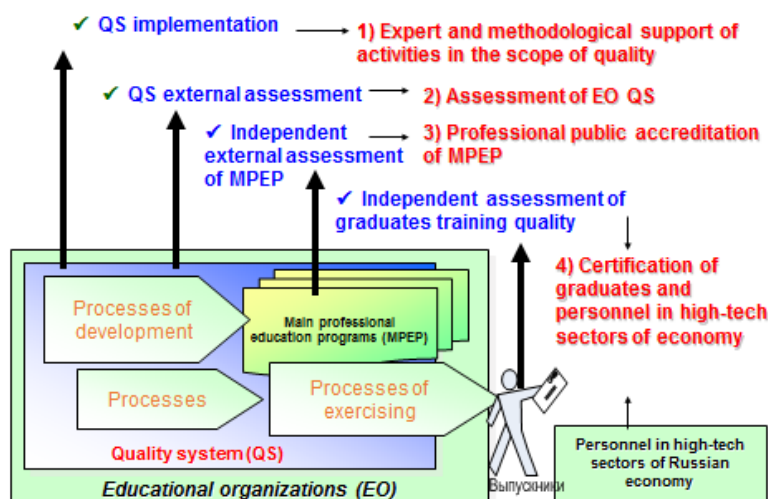 ✓ QS implementation
1) Expert and methodological support of
activities in the scope of
quality
✓ QS external assessment
2) Assessment of EO QS
✓ Independent
external assessment
of MPEP
3) Professional public accreditation
of MPEP
✓ Independent assessment of
graduates training quality
4) Certification of
graduates and
personnel in high-tech
sectors of economy
Processes of
development
Main professional
education programs (MPEP)
Processes
Processes of
exercising
Quality system (QS)
Выпускники
Educational organizations (EO)
Personnel in high-tech
sectors of Russian
economy